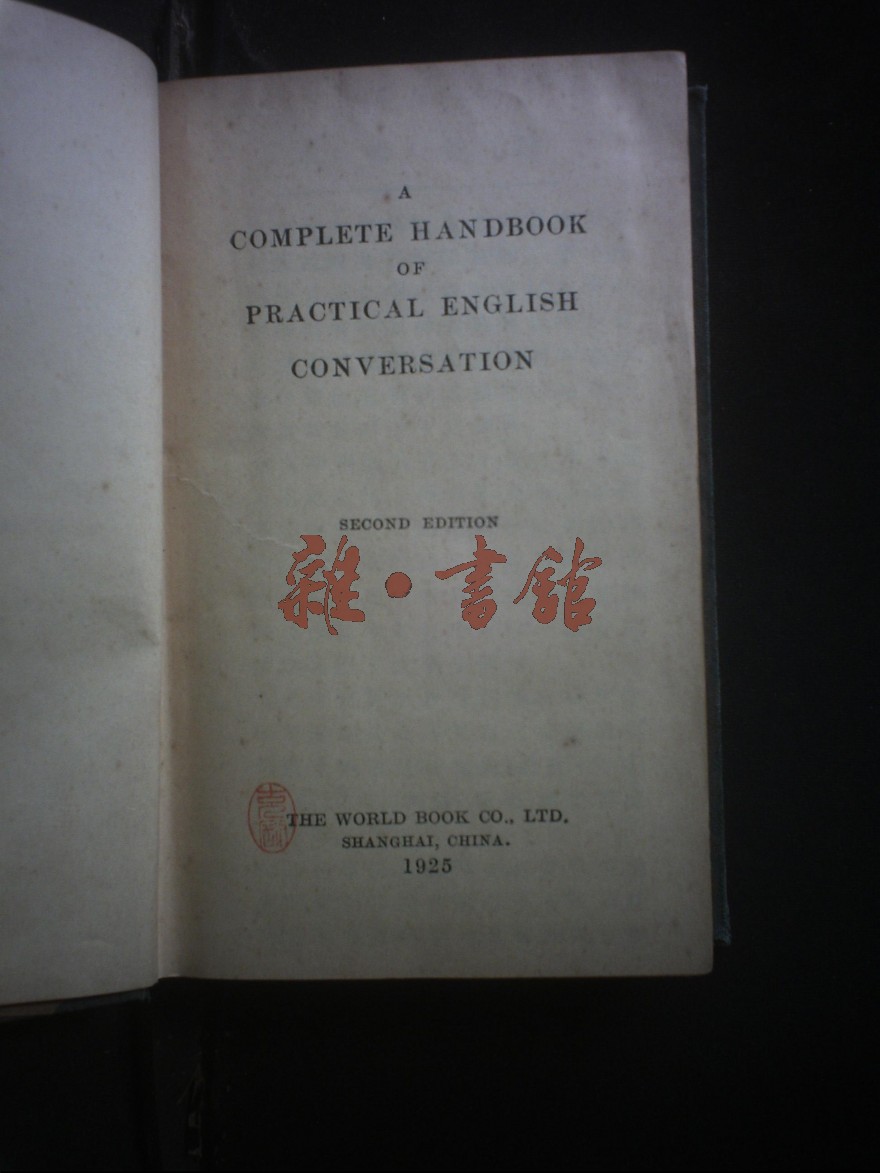 A
COMPLETE HANDBOOK
OF
PRACTICAL ENGLISH
CONVERSATION
SECOND EDITION
雜·書館
THE WORLD BOOK CO., LTD.
SHANGHAI, CHINA.
1925